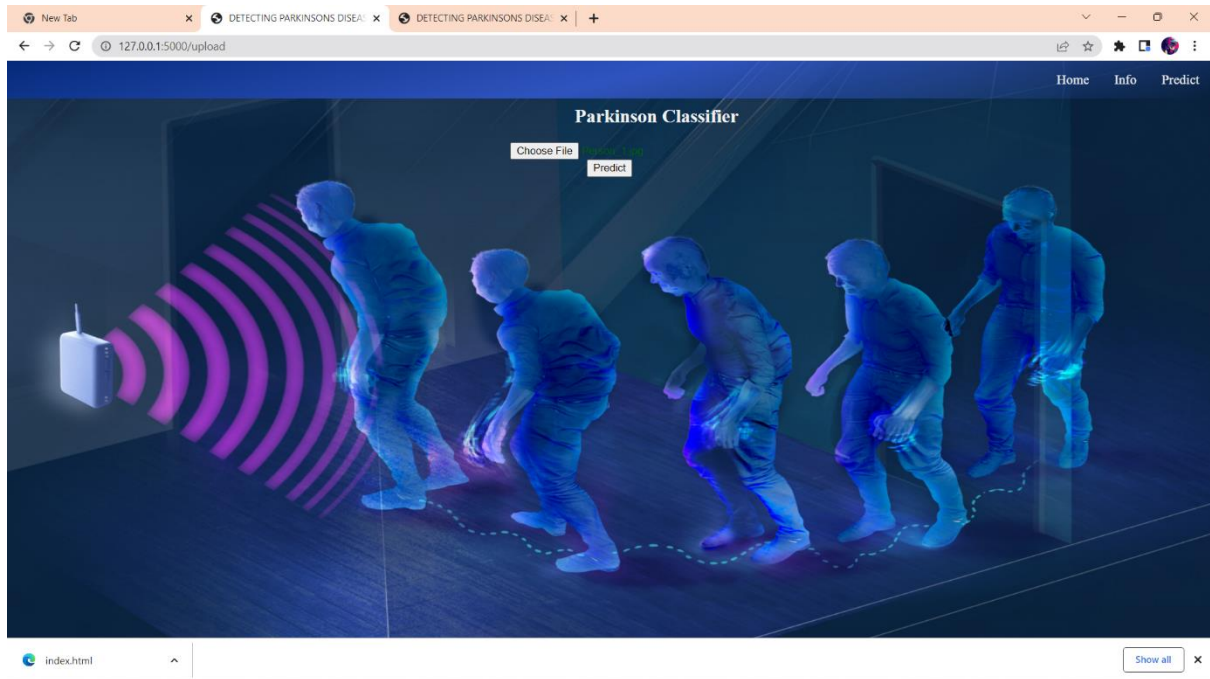 New Tab
DETECTING PARKINSONS DISEA
DETECTING PARKINSONS DISEA
127.0.0.1:5000/upload
Home Info Predict
Parkinson Classifier
Choose File
Predict
index.html
Show all